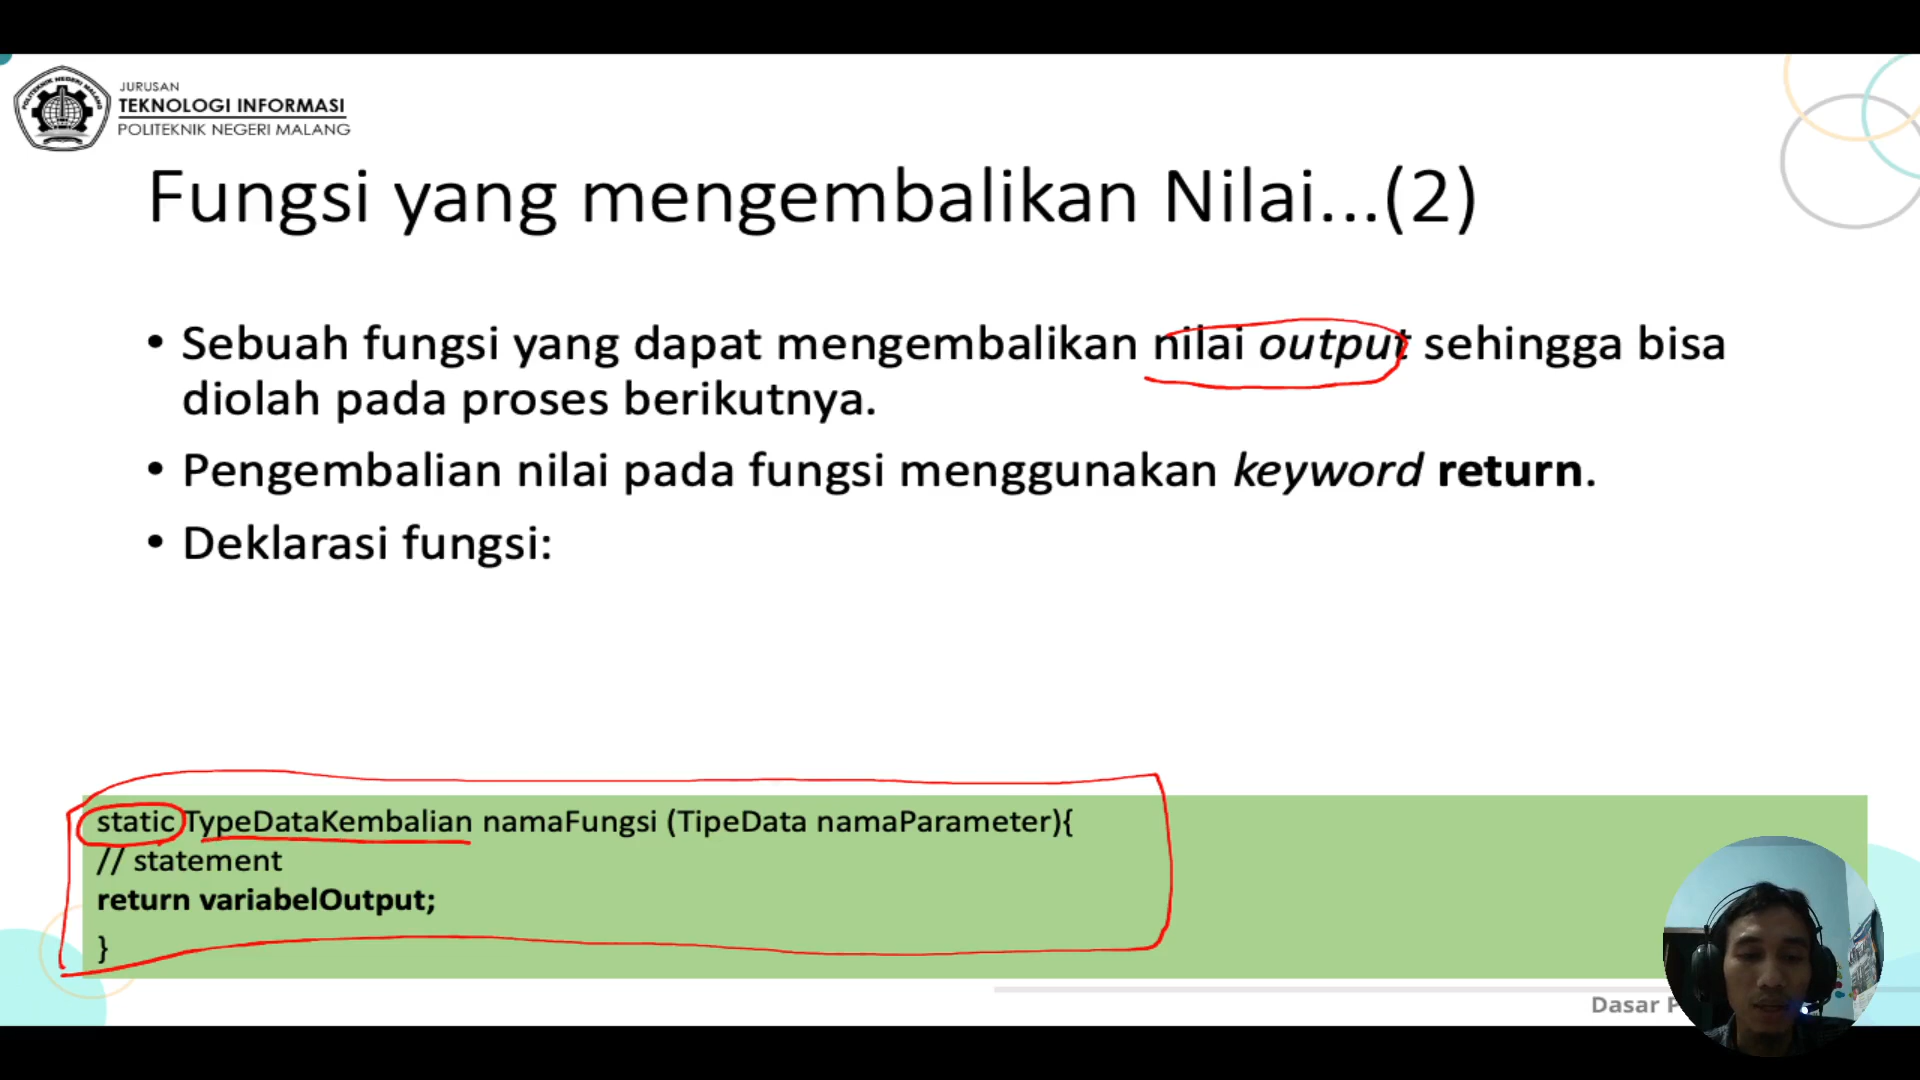 JURUSAN
TEKNOLOGI INFORMASI
POLITEKNIK NEGERI MALANG
Fungsi yang mengembalikan Nilai...(2)
• Sebuah fungsi yang dapat mengembalikan nilai output sehingga bisa
diolah pada proses berikutnya.
• Pengembalian nilai pada fungsi menggunakan keyword return.
• Deklarasi fungsi:
static TypeDataKembalian namaFungsi (TipeData namaParameter){
// statement
return variabelOutput;
}
Dasar